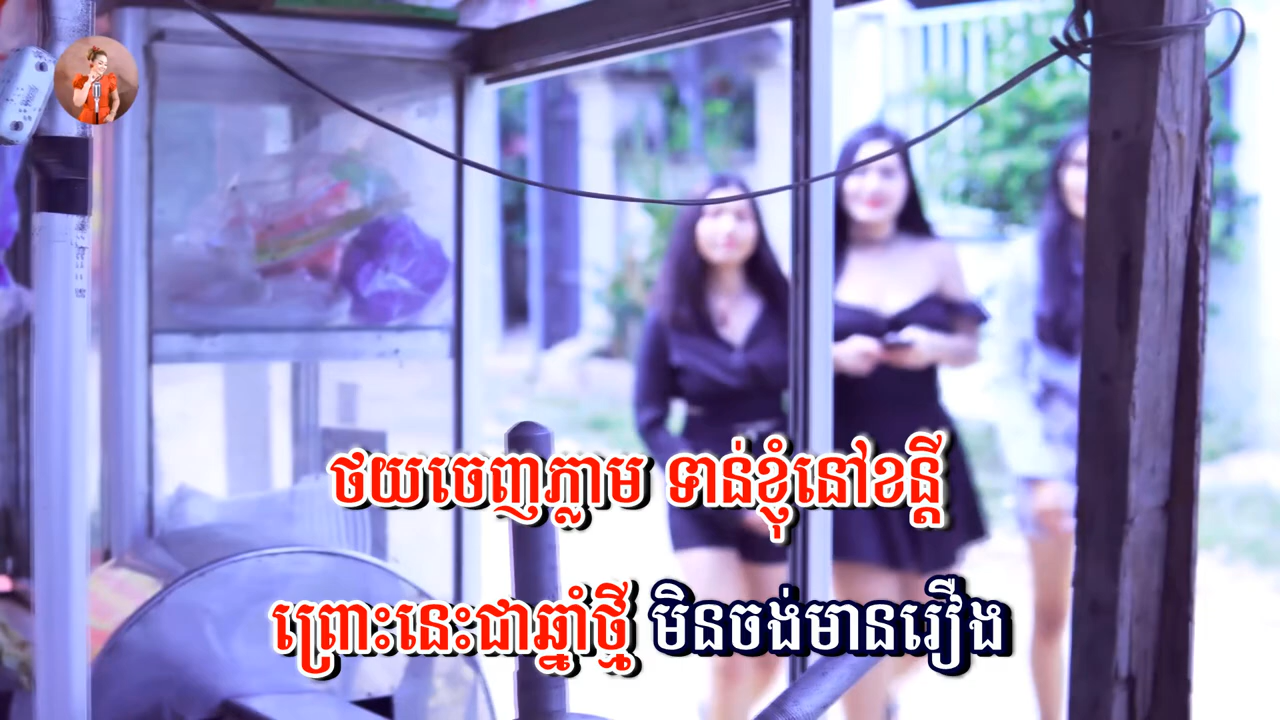 ថយចេញភ្លាម ទាន់ខ្ញុំនៅខន្តី
ព្រោះនេះជាឆ្នាំថ្មី មិនចង់មានរឿង